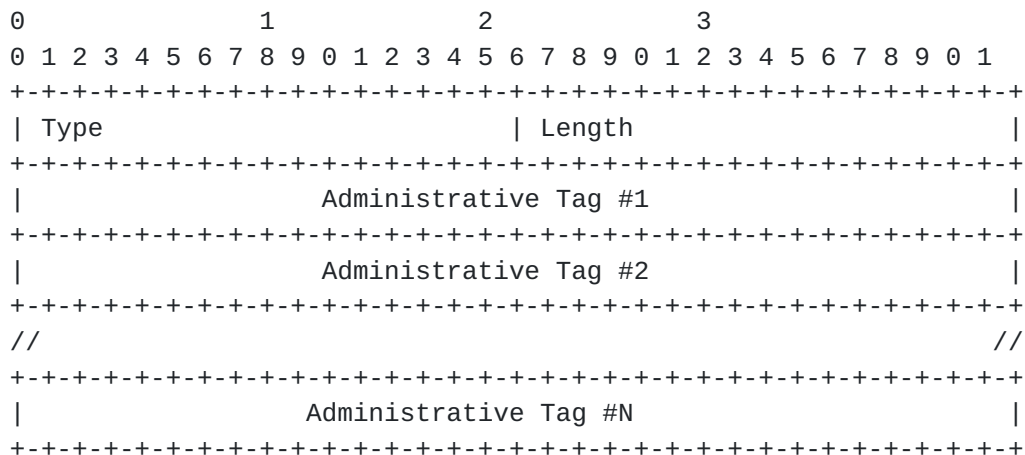 0                   1                   2                   3
0 1 2 3 4 5 6 7 8 9 0 1 2 3 4 5 6 7 8 9 0 1 2 3 4 5 6 7 8 9 0 1
+-+-+-+-+-+-+-+-+-+-+-+-+-+-+-+-+-+-+-+-+-+-+-+-+-+-+-+-+-+-+-+-+
| Type                          | Length                        |
+-+-+-+-+-+-+-+-+-+-+-+-+-+-+-+-+-+-+-+-+-+-+-+-+-+-+-+-+-+-+-+-+
|                   Administrative Tag #1                       |
+-+-+-+-+-+-+-+-+-+-+-+-+-+-+-+-+-+-+-+-+-+-+-+-+-+-+-+-+-+-+-+-+
|                   Administrative Tag #2                       |
+-+-+-+-+-+-+-+-+-+-+-+-+-+-+-+-+-+-+-+-+-+-+-+-+-+-+-+-+-+-+-+-+
//                                                             //
+-+-+-+-+-+-+-+-+-+-+-+-+-+-+-+-+-+-+-+-+-+-+-+-+-+-+-+-+-+-+-+-+
|                  Administrative Tag #N                        |
+-+-+-+-+-+-+-+-+-+-+-+-+-+-+-+-+-+-+-+-+-+-+-+-+-+-+-+-+-+-+-+-+